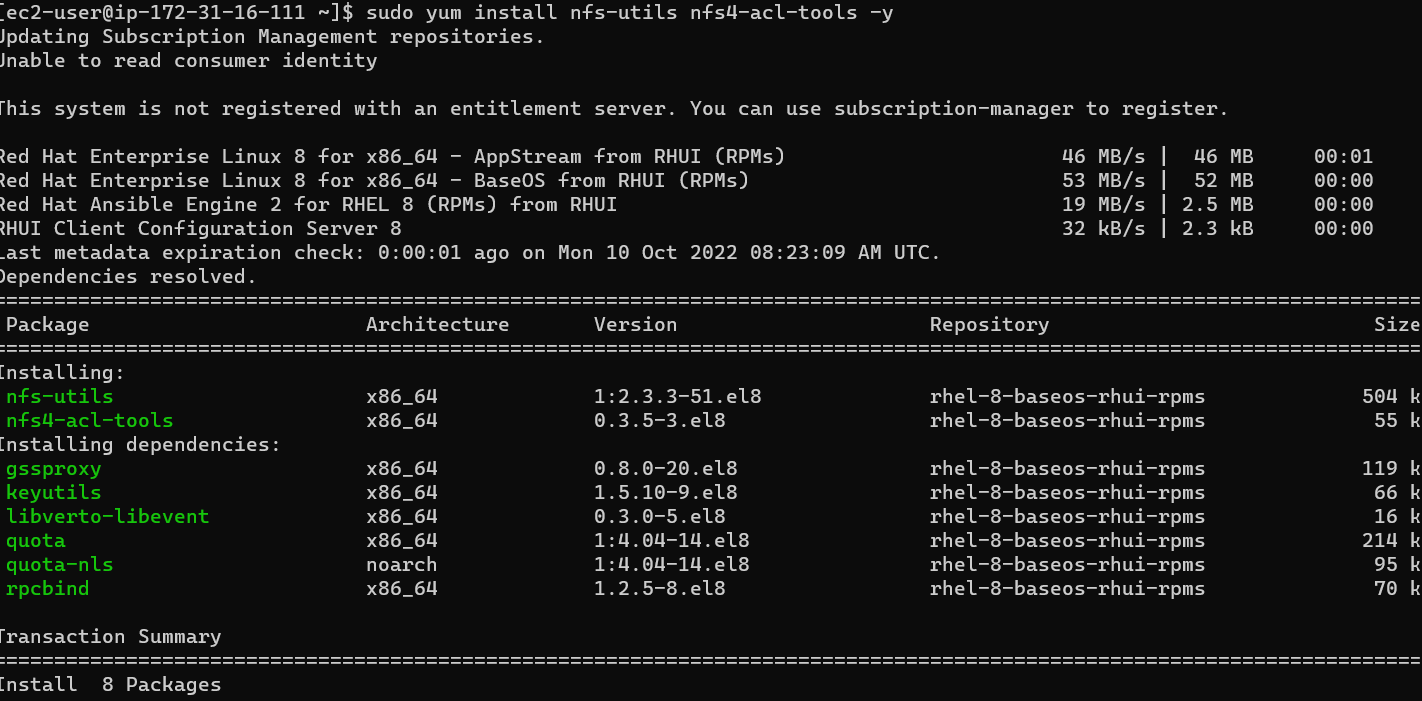 [ec2-user@ip-172-31-16-111 ~]$ sudo yum install nfs-utils nfs4-acl-tools -y
Updating Subscription Management repositories.
Unable to read consumer identity
This system is not registered with an entitlement server. You can use subscription-manager to register.
Red Hat Enterprise Linux 8 for x86_64 - AppStream from RHUI (RPMs) 46 MB/s | 46 MB 00:01
Red Hat Enterprise Linux 8 for x86_64 - BaseOS from RHUI (RPMs) 53 MB/s | 52 MB 00:00
Red Hat Ansible Engine 2 for RHEL 8 (RPMs) from RHUI 19 MB/s | 2.5 MB 00:00
RHUI Client Configuration Server 8 32 kB/s | 2.3 kB 00:00
Last metadata expiration check: 0:00:01 ago on Mon 10 Oct 2022 08:23:09 AM UTC.
Dependencies resolved.
Package Architecture Version Repository Size
Installing:
nfs-utils x86_64 1:2.3.3-51.el8 rhel-8-baseos-rhui-rpms 504 k
nfs4-acl-tools x86_64 0.3.5-3.el8 rhel-8-baseos-rhui-rpms 55 k
Installing dependencies:
gssproxy x86_64 0.8.0-20.el8 rhel-8-baseos-rhui-rpms 119 k
keyutils x86_64 1.5.10-9.el8 rhel-8-baseos-rhui-rpms 66 k
libverto-libevent x86_64 0.3.0-5.el8 rhel-8-baseos-rhui-rpms 16 k
quota x86_64 1:4.04-14.el8 rhel-8-baseos-rhui-rpms 214 k
quota-nls noarch 1:4.04-14.el8 rhel-8-baseos-rhui-rpms 95 k
rpcbind x86_64 1.2.5-8.el8 rhel-8-baseos-rhui-rpms 70 k
Transaction Summary
Install 8 Packages